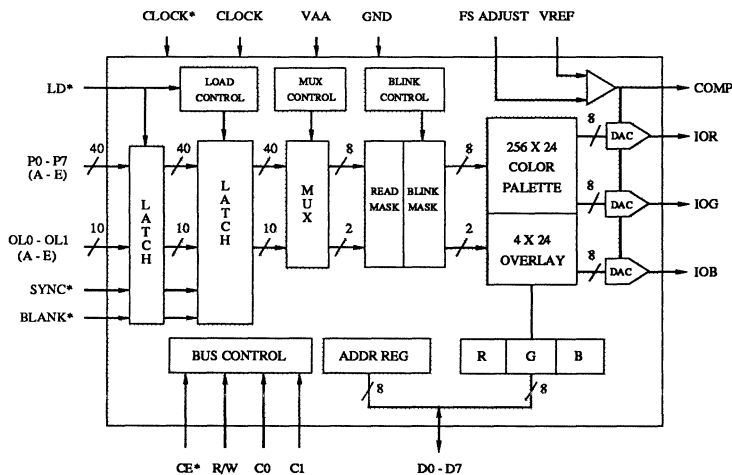 CLOCK* CLOCK VAA GND FS ADJUST VREF
LD*
LOAD CONTROL
MUX CONTROL
BLINK CONTROL
COMP
P0 - P7
(A - E)
40 40 40 8 8 8
DAC
IOR
LATCH
LATCH
MUX
READ MASK
BLINK MASK
256 X 24
COLOR
PALETTE
8
DAC
IOG
OL0 - OL1
(A - E)
10 10 10 2 2
4 X 24
OVERLAY
8
DAC
IOB
SYNC*
BLANK*
BUS CONTROL
ADDR REG
R G B
8 8
CE* R/W C0 C1 D0 - D7